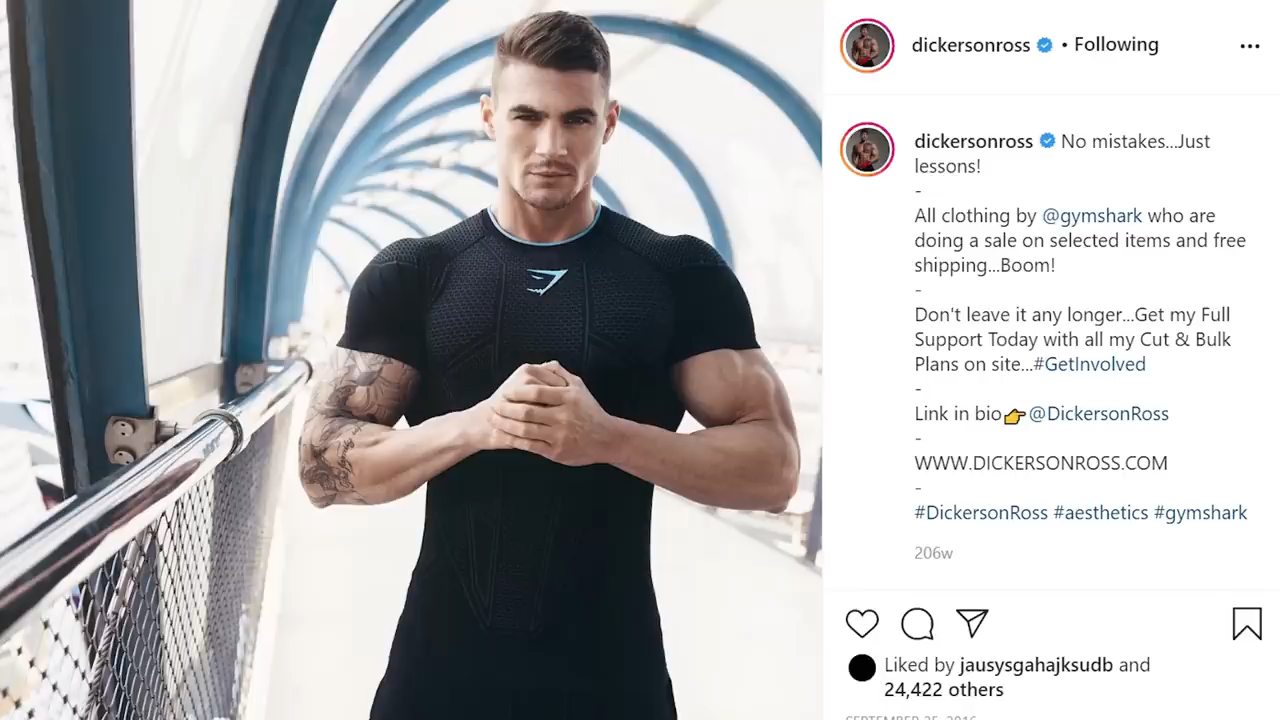 dickersonross • Following
dickersonross No mistakes...Just
lessons!
-
All clothing by @gymshark who are
doing a sale on selected items and free
shipping...Boom!
-
Don't leave it any longer...Get my Full
Support Today with all my Cut & Bulk
Plans on site...#GetInvolved
-
Link in bio👉@DickersonRoss
-
WWW.DICKERSONROSS.COM
-
#DickersonRoss #aesthetics #gymshark
206w
Liked by jausysgahajksudb and
24,422 others
SEPTEMBER 25, 2016